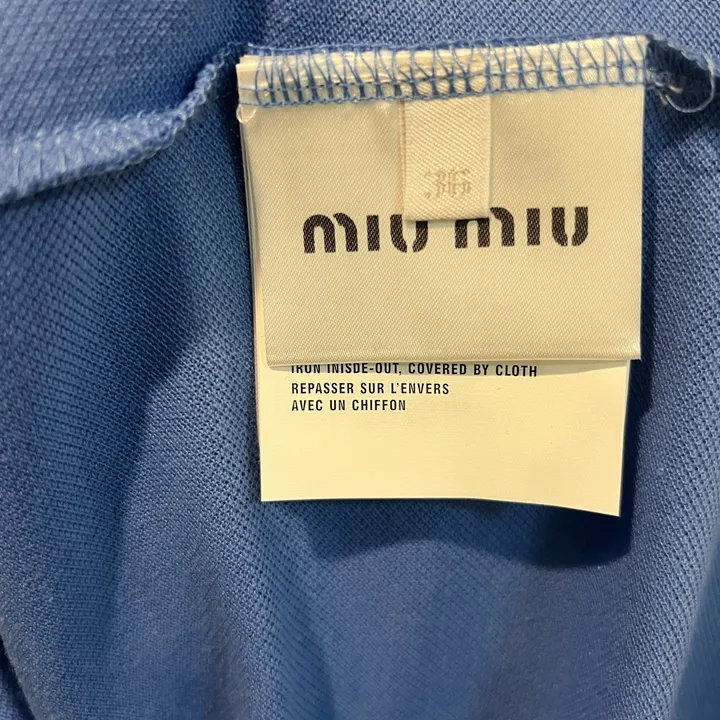 miu miu
IRON INISDE-OUT, COVERED BY CLOTH
REPASSER SUR L'ENVERS
AVEC UN CHIFFON